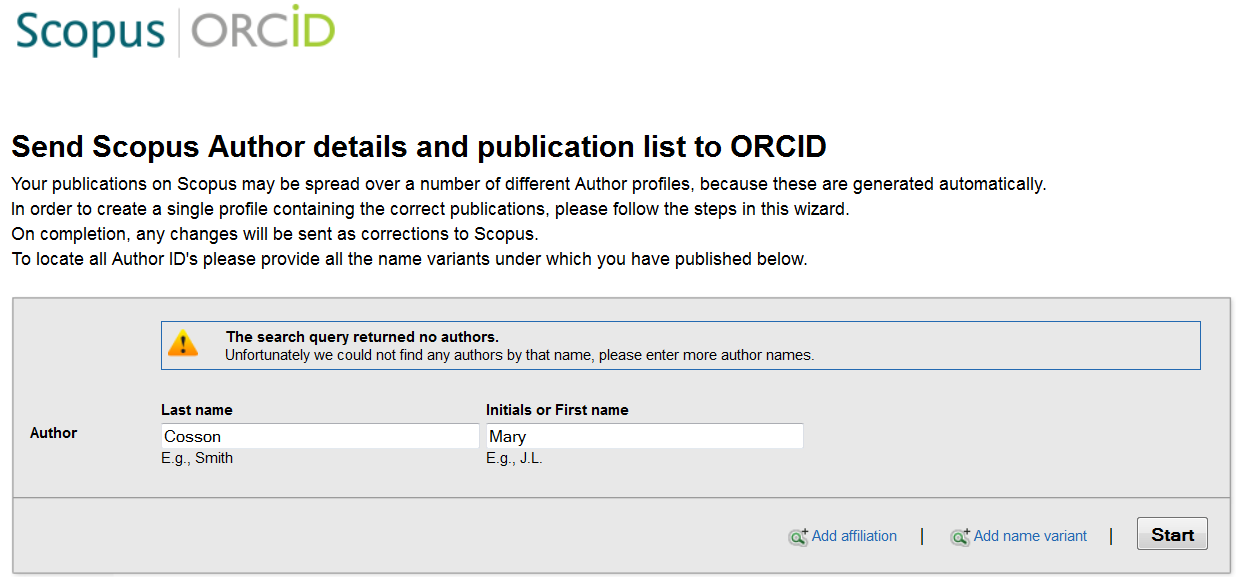 Scopus | ORCID
Send Scopus Author details and publication list to ORCID
Your publications on Scopus may be spread over a number of different Author profiles, because these are generated automatically.
In order to create a single profile containing the correct publications, please follow the steps in this wizard.
On completion, any changes will be sent as corrections to Scopus.
To locate all Author ID's please provide all the name variants under which you have published below.
The search query returned no authors.
Unfortunately we could not find any authors by that name, please enter more author names.
Last name Initials or First name
Author Cosson Mary
E.g., Smith E.g., J.L.
Add affiliation | Add name variant | Start